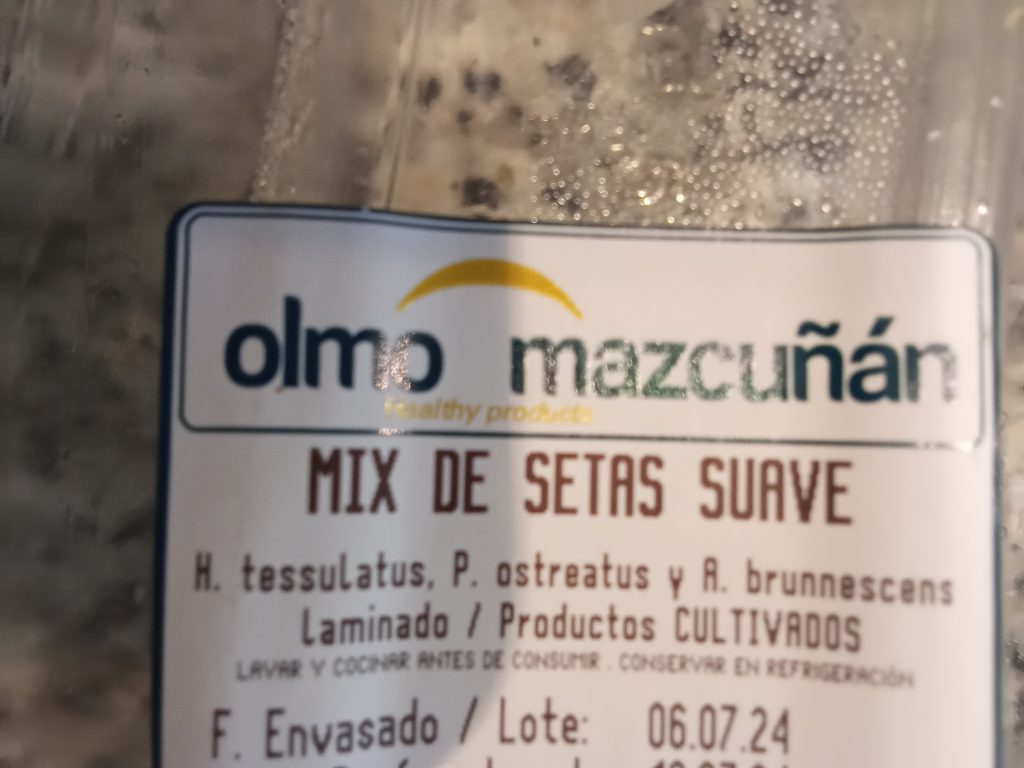 olmo mazcuñán
Healthy products
MIX DE SETAS SUAVE
H. tessulatus, P. ostreatus y A. brunnescens
Laminado / Productos CULTIVADOS
LAVAR Y COCINAR ANTES DE CONSUMIR . CONSERVAR EN REFRIGERACIÓN
F. Envasado / Lote: 06.07.24